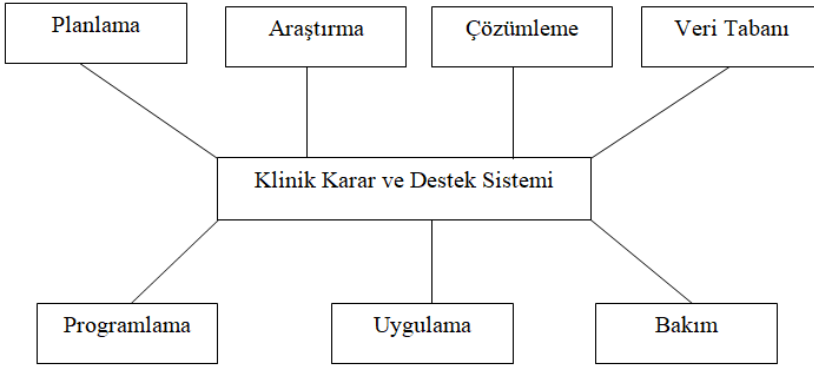 Planlama
Araştırma
Çözümleme
Veri Tabanı
Klinik Karar ve Destek Sistemi
Programlama
Uygulama
Bakım